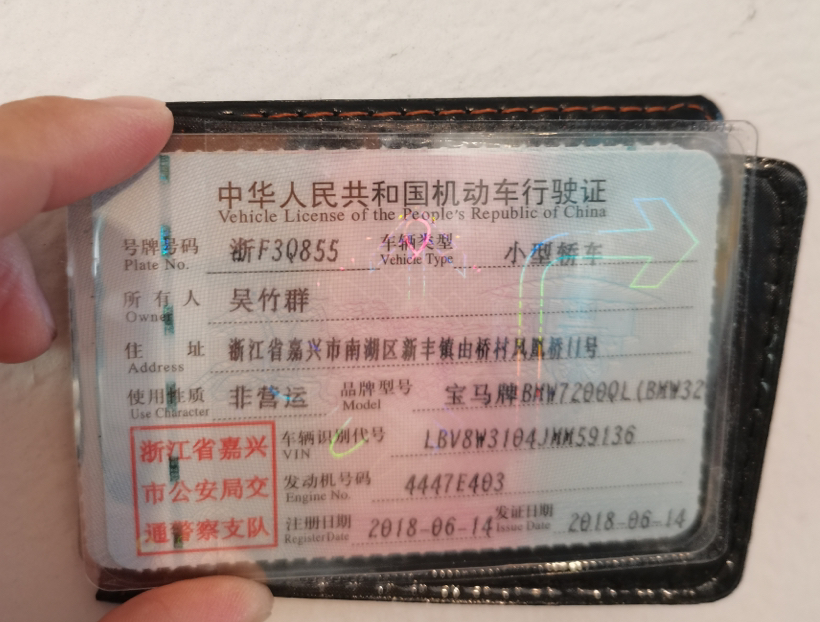 中华人民共和国机动车行驶证
Vehicle License of the People's Republic of China
号牌号码 浙F3Q855 车辆类型 小型轿车
Plate No. Vehicle Type
所有人 吴竹群
Owner
住址 浙江省嘉兴市南湖区新丰镇由桥村凤凰桥11号
Address
使用性质 非营运 品牌型号 宝马牌BMW7200QL(BMW32
Use Character Model
浙江省嘉兴
市公安局交
通警察支队
车辆识别代号 LBV8W3104JMM59136
VIN
发动机号码 4447E403
Engine No.
注册日期 2018-06-14 发证日期 2018-06-14
Register Date Issue Date